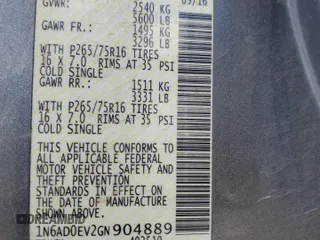 GVWR: 2540 KG 09/16
5600 LB
GAWR FR.: 1495 KG
3296 LB
WITH P265/75R16 TIRES
16 X 7.0 RIMS AT 35 PSI
COLD SINGLE
GAWR RR.: 1511 KG
3331 LB
WITH P265/75R16 TIRES
16 X 7.0 RIMS AT 35 PSI
COLD SINGLE
THIS VEHICLE CONFORMS TO
ALL APPLICABLE FEDERAL
MOTOR VEHICLE SAFETY
AND THEFT PREVENTION
STANDARDS IN EFFECT ON
THE DATE OF MANUFACTURE
SHOWN ABOVE.
1N6AD0EV2GN904889